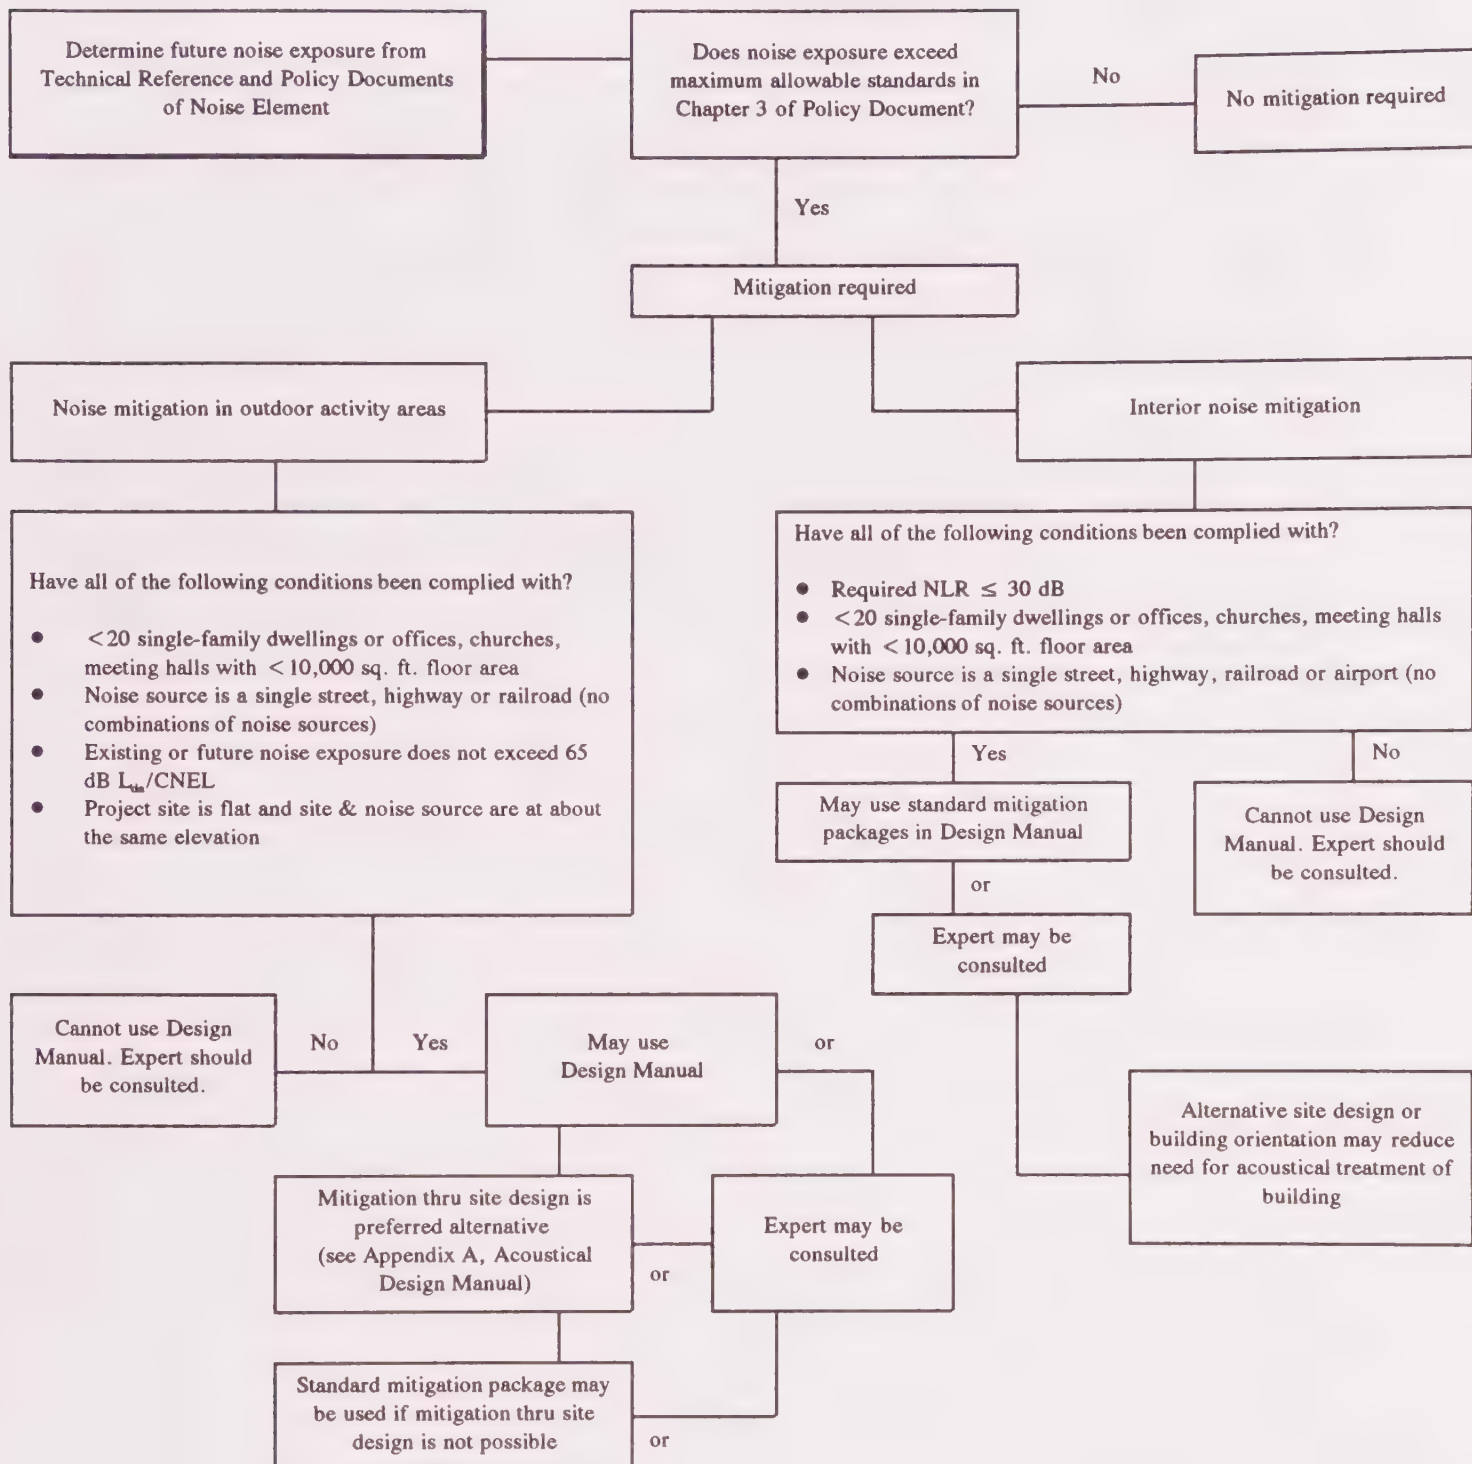 Determine future noise exposure from
Technical Reference and Policy Documents
of Noise Element
Does noise exposure exceed
maximum allowable standards in
Chapter 3 of Policy Document?
No
No mitigation required
Yes
Mitigation required
Noise mitigation in outdoor activity areas
Interior noise mitigation
Have all of the following conditions been complied with?
● <20 single-family dwellings or offices, churches,
meeting halls with < 10,000 sq. ft. floor area
● Noise source is a single street, highway or railroad (no
combinations of noise sources)
● Existing or future noise exposure does not exceed 65
dB L/CNEL
● Project site is flat and site & noise source are at about
the same elevation
Have all of the following conditions been complied with?
● Required NLR ≤ 30 dB
● <20 single-family dwellings or offices, churches, meeting halls
with < 10,000 sq. ft. floor area
● Noise source is a single street, highway, railroad or airport (no
combinations of noise sources)
Yes
No
May use standard mitigation
packages in Design Manual
Cannot use Design
Manual. Expert should
be consulted.
or
Expert may be
consulted
Cannot use Design
Manual. Expert should
be consulted.
No
Yes
May use
Design Manual
or
Alternative site design or
building orientation may reduce
need for acoustical treatment of
building
Mitigation thru site design is
preferred alternative
(see Appendix A, Acoustical
Design Manual)
or
Expert may be
consulted
Standard mitigation package may
be used if mitigation thru site
design is not possible
or